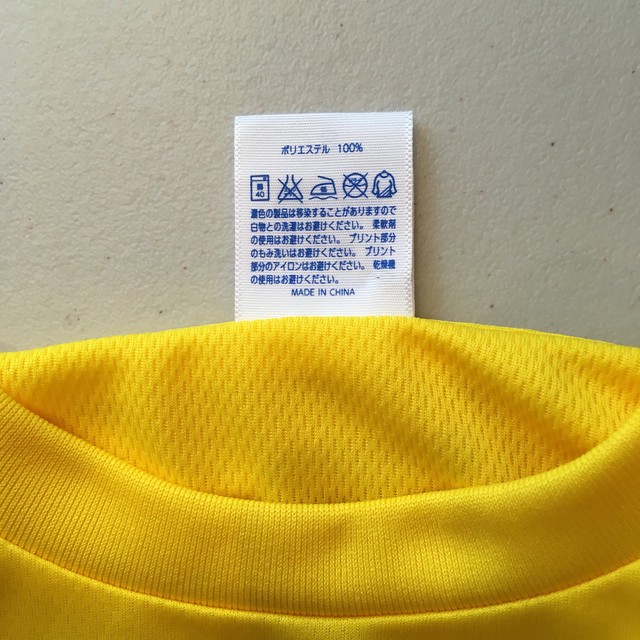 ポリエステル 100%
40
濃色の製品は移染することがありますので
白物との洗濯はお避けください。柔軟剤
の使用はお避けください。プリント部分
のもみ洗いはお避けください。プリント
部分のアイロンはお避けください。乾燥機
の使用はお避けください。
MADE IN CHINA